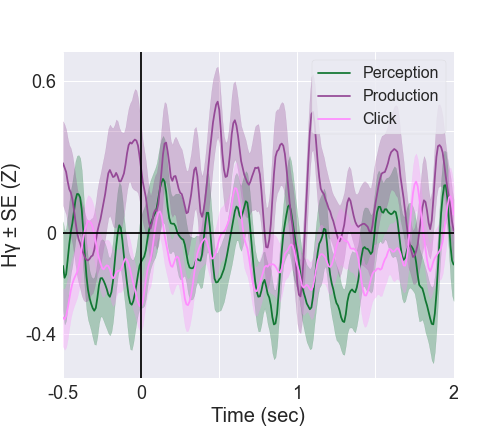 Perception
Production
Click
0.6
0
-0.4
Hγ ± SE (Z)
-0.5
0
1
2
Time (sec)